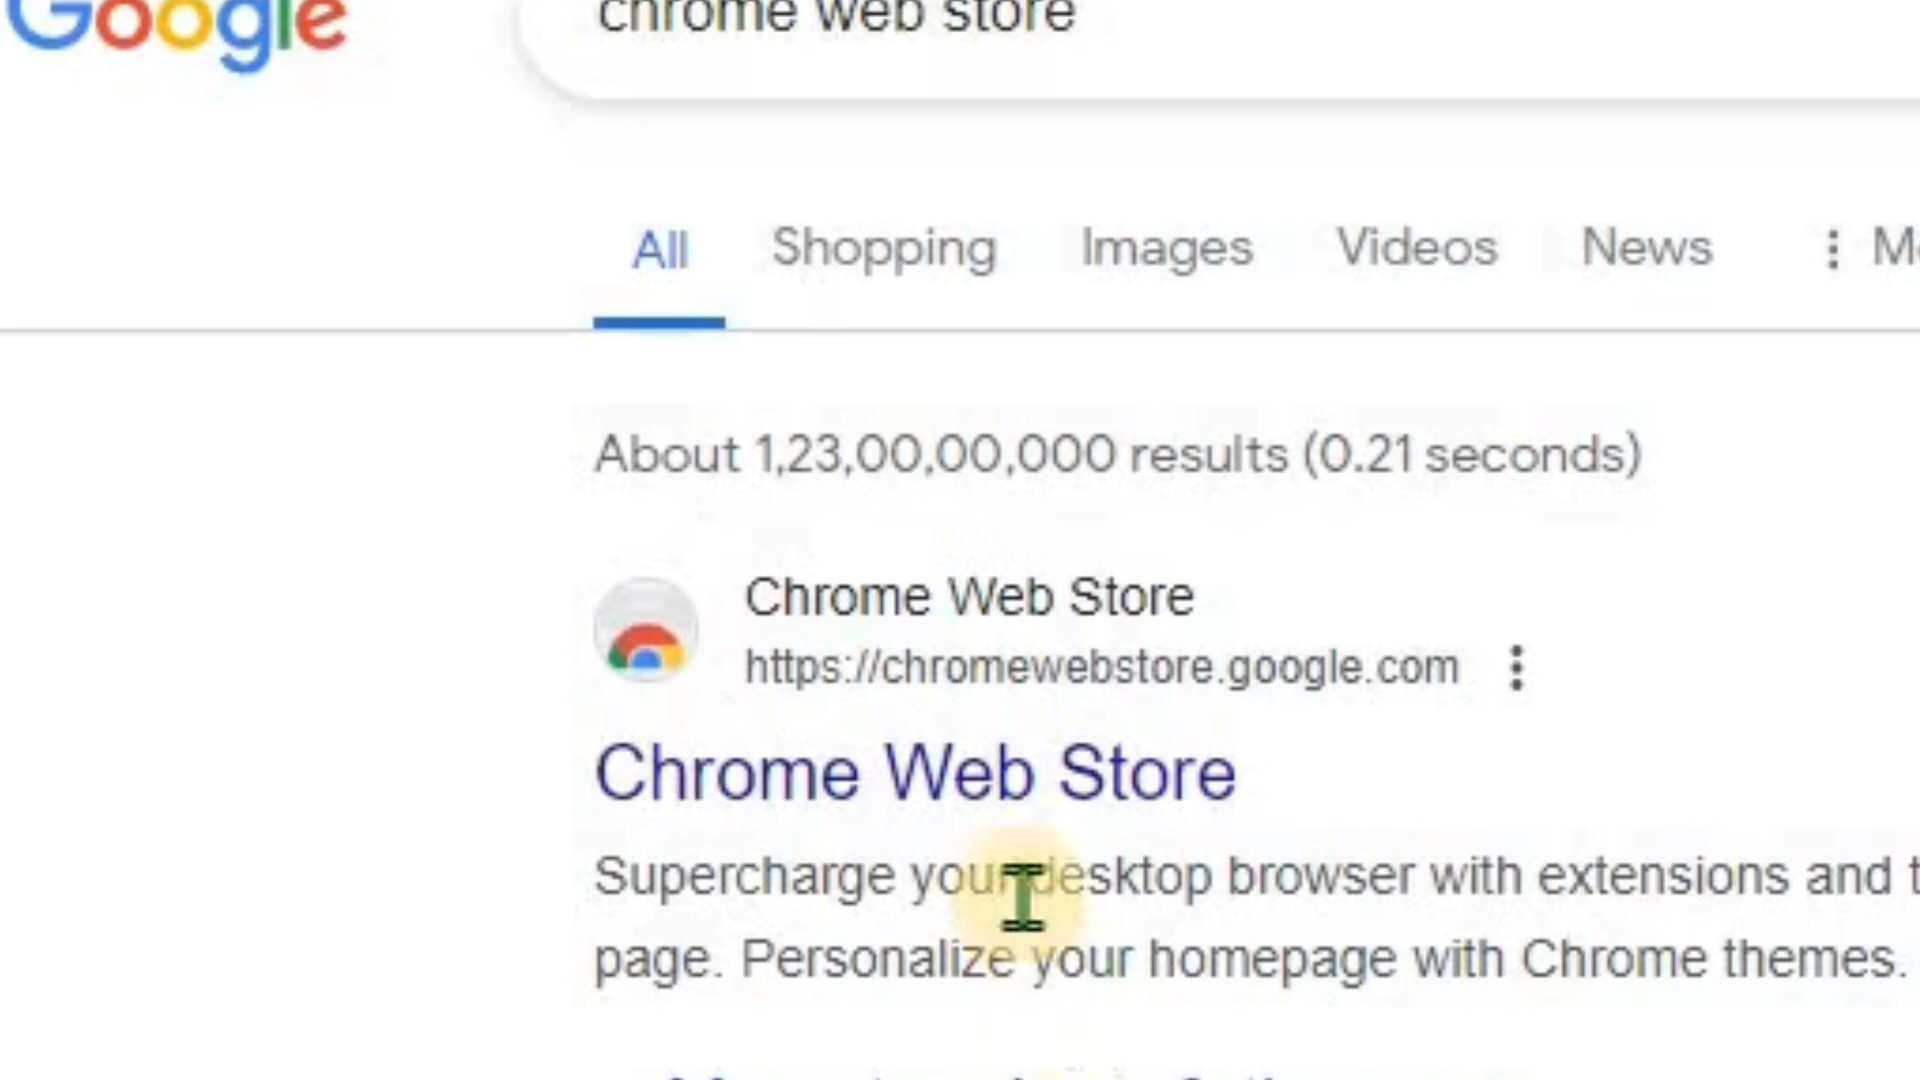 Google
chrome web store
All Shopping Images Videos News
About 1,23,00,00,000 results (0.21 seconds)
Chrome Web Store
https://chromewebstore.google.com
Chrome Web Store
Supercharge your desktop browser with extensions and
page. Personalize your homepage with Chrome themes.